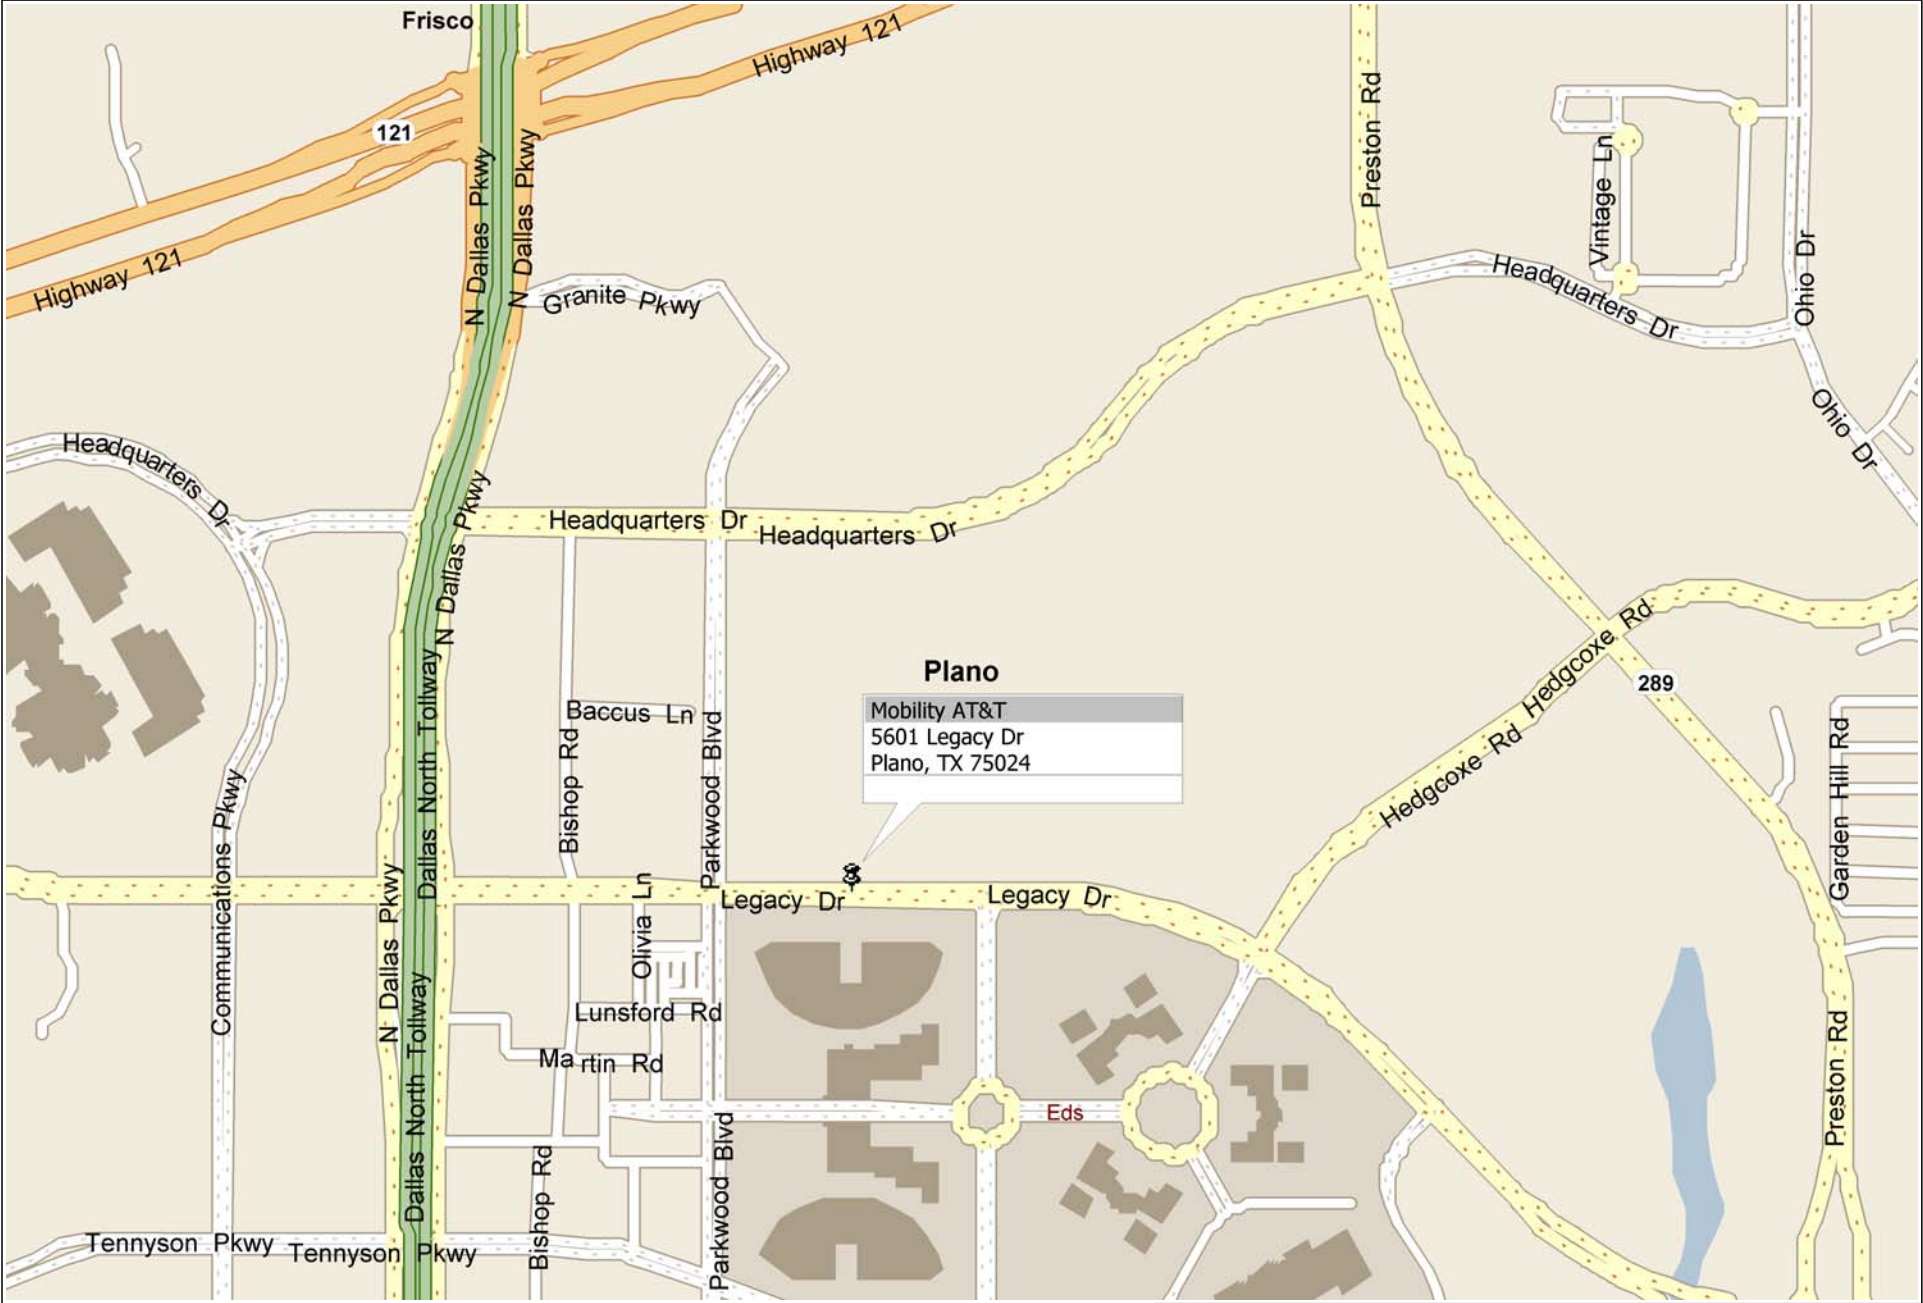 Frisco
Highway 121
121
Highway 121
N Dallas Pkwy
N Dallas Pkwy
Granite Pkwy
Preston Rd
Vintage Ln
Headquarters Dr
Ohio Dr
Ohio Dr
Headquarters Dr
N Dallas Pkwy
Headquarters Dr
Headquarters Dr
Hedgcoxe Rd
Hedgcoxe Rd
289
Plano
Mobility AT&T
5601 Legacy Dr
Plano, TX 75024
Baccus Ln
Bishop Rd
Parkwood Blvd
Dallas North Tollway
Communications Pkwy
Garden Hill Rd
N Dallas Pkwy
Olivia Ln
Legacy Dr
Legacy Dr
Lunsford Rd
Martin Rd
Dallas North Tollway
Eds
Preston Rd
Bishop Rd
Parkwood Blvd
Tennyson Pkwy
Tennyson Pkwy